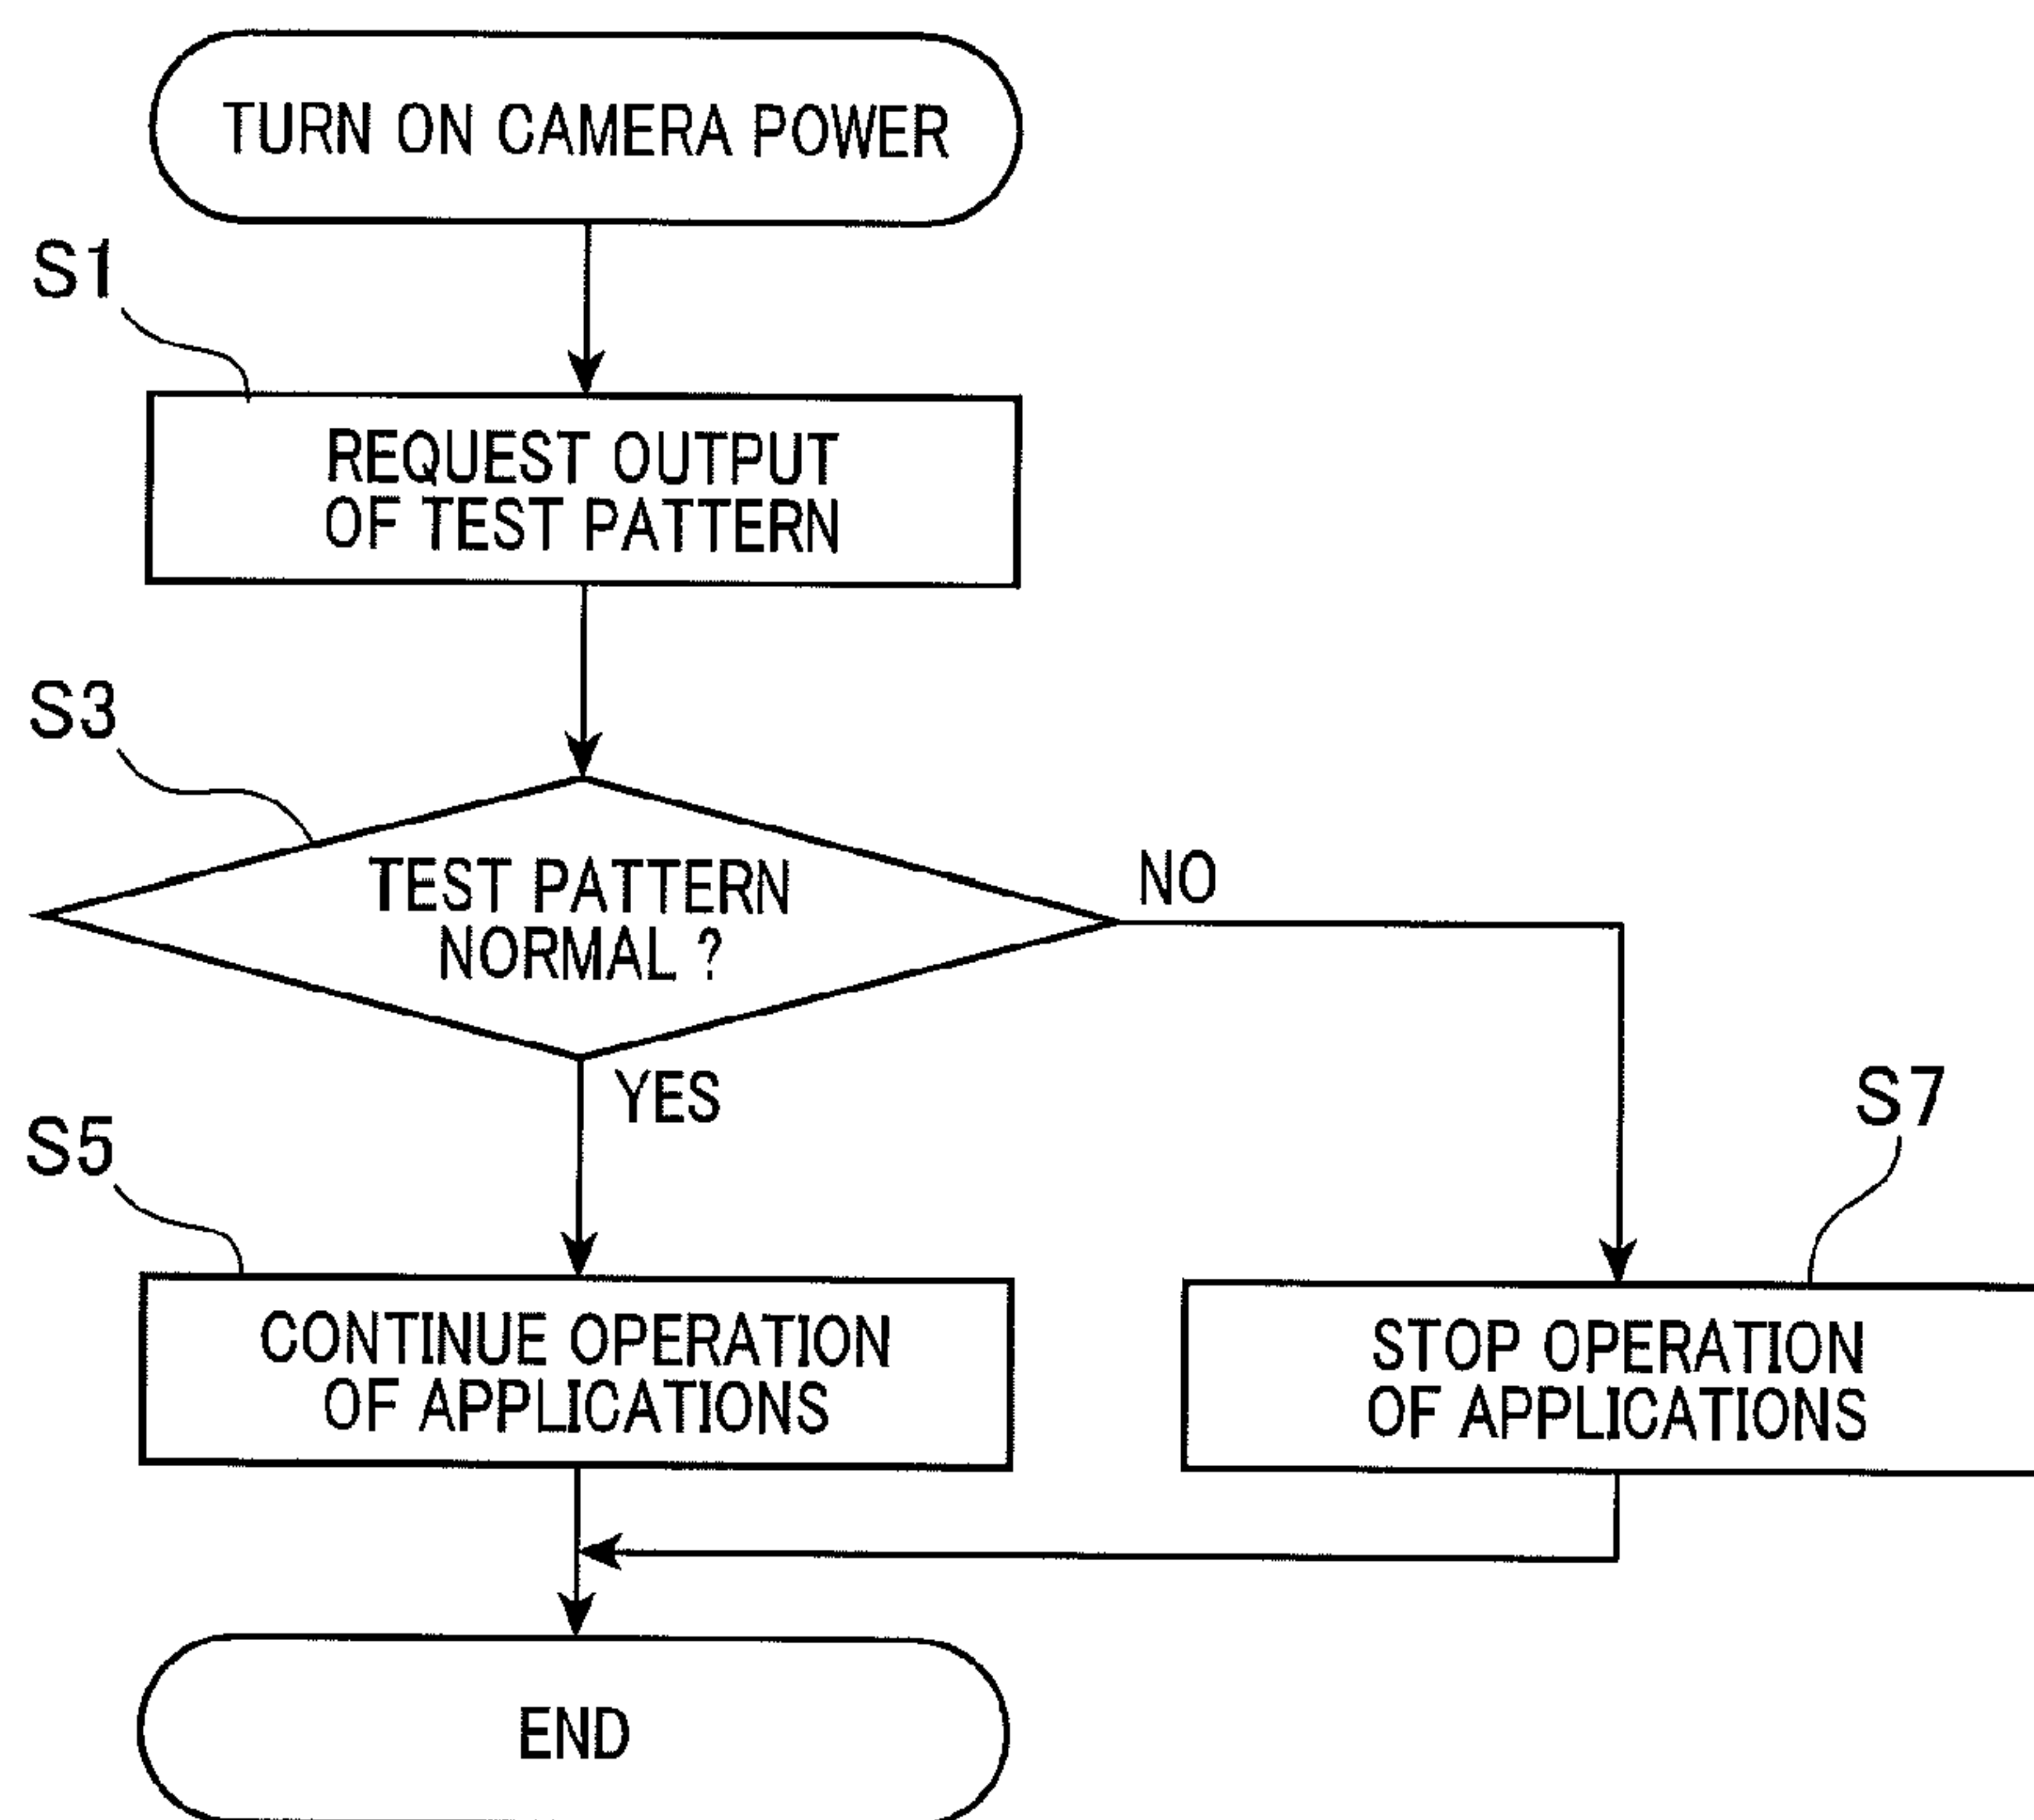 TURN ON CAMERA POWER
S1
REQUEST OUTPUT
OF TEST PATTERN
S3
TEST PATTERN
NORMAL ?
NO
YES
S5
CONTINUE OPERATION
OF APPLICATIONS
S7
STOP OPERATION
OF APPLICATIONS
END